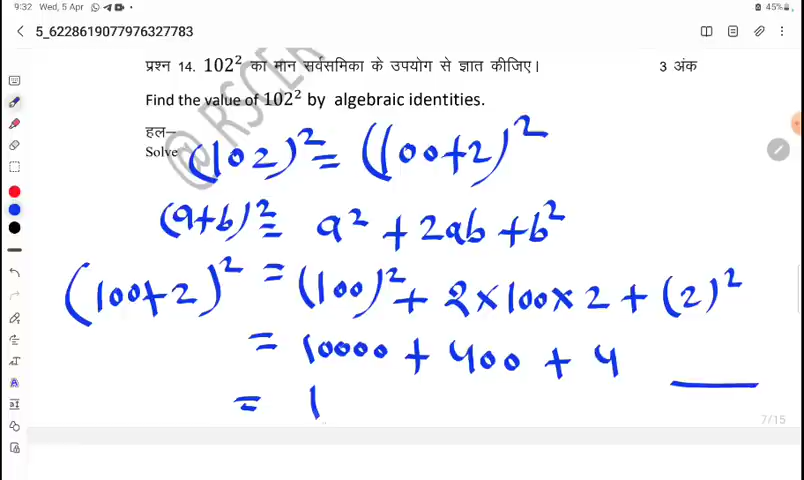 9:32 Wed, 5 Apr
45%
5_6228619077976327783
प्रश्न 14. 102² का मान सर्वसमिका के उपयोग से ज्ञात कीजिए। 3 अंक
Find the value of 102² by algebraic identities.
हल–
Solve (102)² = (100+2)²
@RSCER
(a+b)² = a² + 2ab + b²
(100+2)² = (100)² + 2×100×2 + (2)²
= 10000 + 400 + 4
= 1
7/15